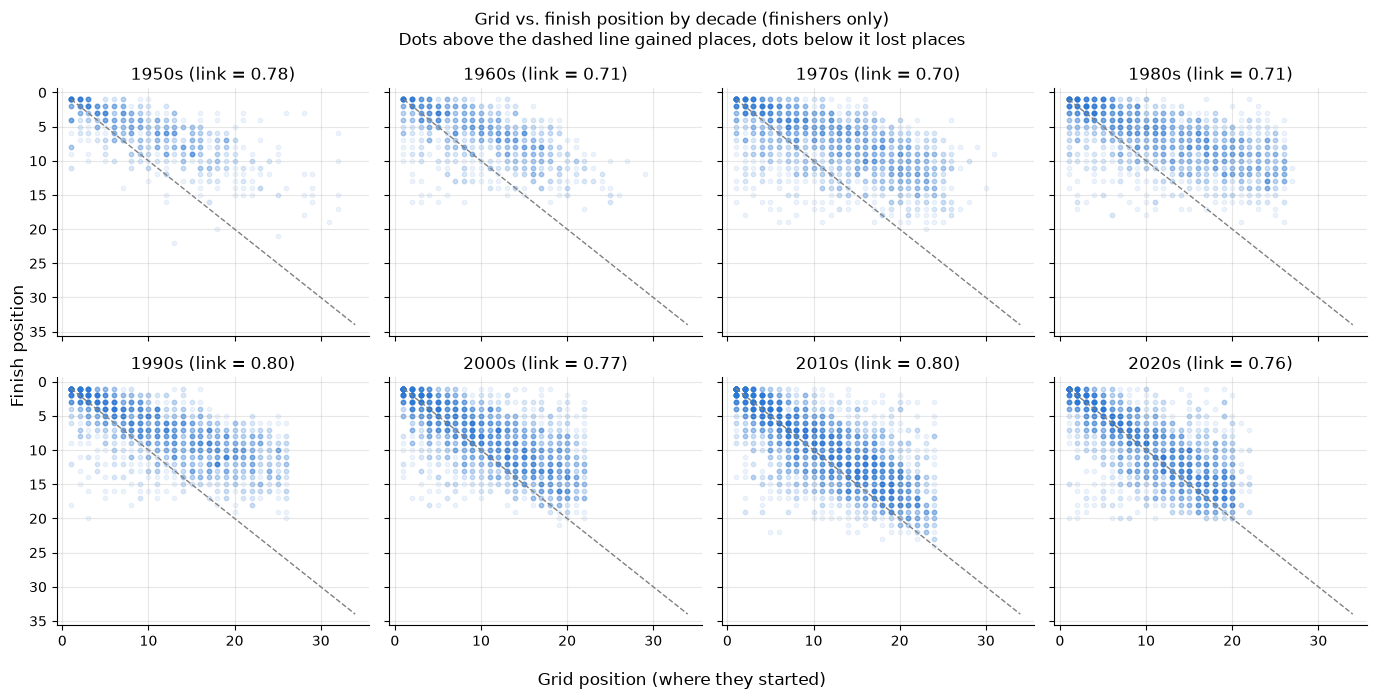 Grid vs. finish position by decade (finishers only)
Dots above the dashed line gained places, dots below it lost places
1950s (link = 0.78)
1960s (link = 0.71)
1970s (link = 0.70)
1980s (link = 0.71)
0
5
10
15
20
25
30
35
Finish position
1990s (link = 0.80)
2000s (link = 0.77)
2010s (link = 0.80)
2020s (link = 0.76)
0
5
10
15
20
25
30
35
0 10 20 30
0 10 20 30
0 10 20 30
0 10 20 30
Grid position (where they started)